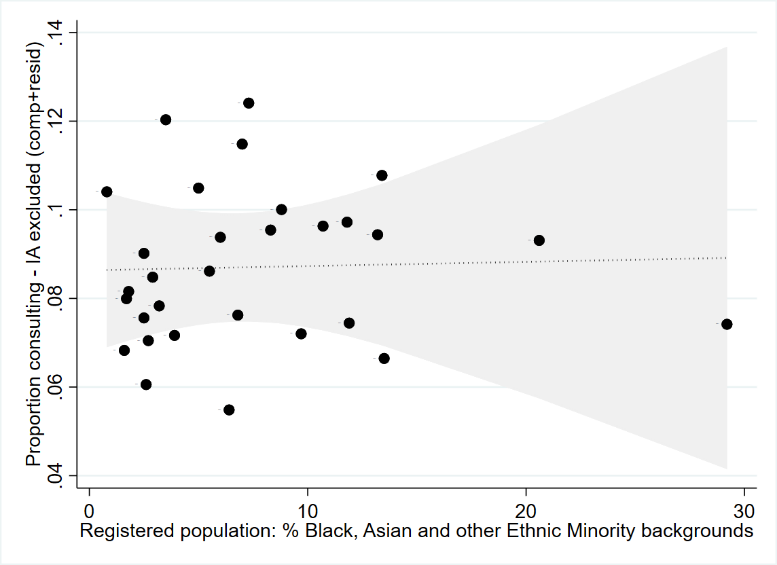 Proportion consulting - IA excluded (comp+resid)
.14
.12
.1
.08
.06
.04
0 10 20 30
Registered population: % Black, Asian and other Ethnic Minority backgrounds